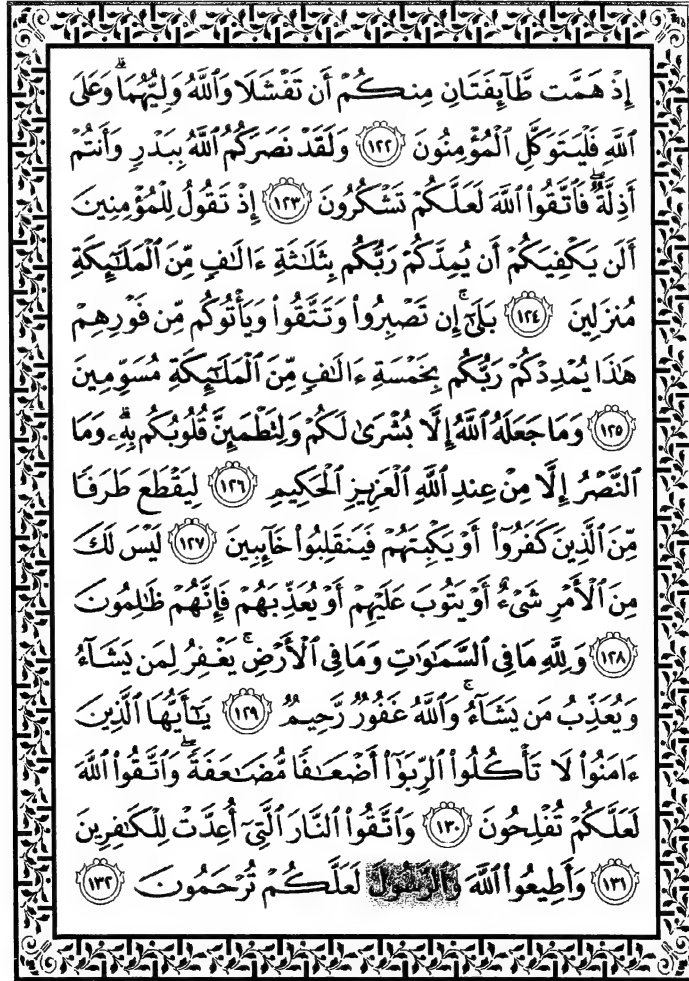 إِذْ هَمَّت طَّآئِفَتَانِ مِنكُمْ أَن تَفْشَلَا وَٱللَّهُ وَلِيُّهُمَا ۗ وَعَلَى
ٱللَّهِ فَلْيَتَوَكَّلِ ٱلْمُؤْمِنُونَ ١٢٢ وَلَقَدْ نَصَرَكُمُ ٱللَّهُ بِبَدْرٍ وَأَنتُمْ
أَذِلَّةٌ ۖ فَٱتَّقُوا۟ ٱللَّهَ لَعَلَّكُمْ تَشْكُرُونَ ١٢٣ إِذْ تَقُولُ لِلْمُؤْمِنِينَ
أَلَن يَكْفِيَكُمْ أَن يُمِدَّكُمْ رَبُّكُم بِثَلَٰثَةِ ءَالَٰفٍ مِّنَ ٱلْمَلَٰٓئِكَةِ
مُنزَلِينَ ١٢٤ بَلَىٰٓ ۚ إِن تَصْبِرُوا۟ وَتَتَّقُوا۟ وَيَأْتُوكُم مِّن فَوْرِهِمْ
هَٰذَا يُمْدِدْكُمْ رَبُّكُم بِخَمْسَةِ ءَالَٰفٍ مِّنَ ٱلْمَلَٰٓئِكَةِ مُسَوِّمِينَ
١٢٥ وَمَا جَعَلَهُ ٱللَّهُ إِلَّا بُشْرَىٰ لَكُمْ وَلِتَطْمَئِنَّ قُلُوبُكُم بِهِۦ ۗ وَمَا
ٱلنَّصْرُ إِلَّا مِنْ عِندِ ٱللَّهِ ٱلْعَزِيزِ ٱلْحَكِيمِ ١٢٦ لِيَقْطَعَ طَرَفًا
مِّنَ ٱلَّذِينَ كَفَرُوٓا۟ أَوْ يَكْبِتَهُمْ فَيَنقَلِبُوا۟ خَآئِبِينَ ١٢٧ لَيْسَ لَكَ
مِنَ ٱلْأَمْرِ شَىْءٌ أَوْ يَتُوبَ عَلَيْهِمْ أَوْ يُعَذِّبَهُمْ فَإِنَّهُمْ ظَٰلِمُونَ
١٢٨ وَلِلَّهِ مَا فِى ٱلسَّمَٰوَٰتِ وَمَا فِى ٱلْأَرْضِ ۚ يَغْفِرُ لِمَن يَشَآءُ
وَيُعَذِّبُ مَن يَشَآءُ ۚ وَٱللَّهُ غَفُورٌ رَّحِيمٌ ١٢٩ يَٰٓأَيُّهَا ٱلَّذِينَ
ءَامَنُوا۟ لَا تَأْكُلُوا۟ ٱلرِّبَوٰٓا۟ أَضْعَٰفًا مُّضَٰعَفَةً ۖ وَٱتَّقُوا۟ ٱللَّهَ
لَعَلَّكُمْ تُفْلِحُونَ ١٣٠ وَٱتَّقُوا۟ ٱلنَّارَ ٱلَّتِىٓ أُعِدَّتْ لِلْكَٰفِرِينَ
١٣١ وَأَطِيعُوا۟ ٱللَّهَ وَٱلرَّسُولَ لَعَلَّكُمْ تُرْحَمُونَ ١٣٢